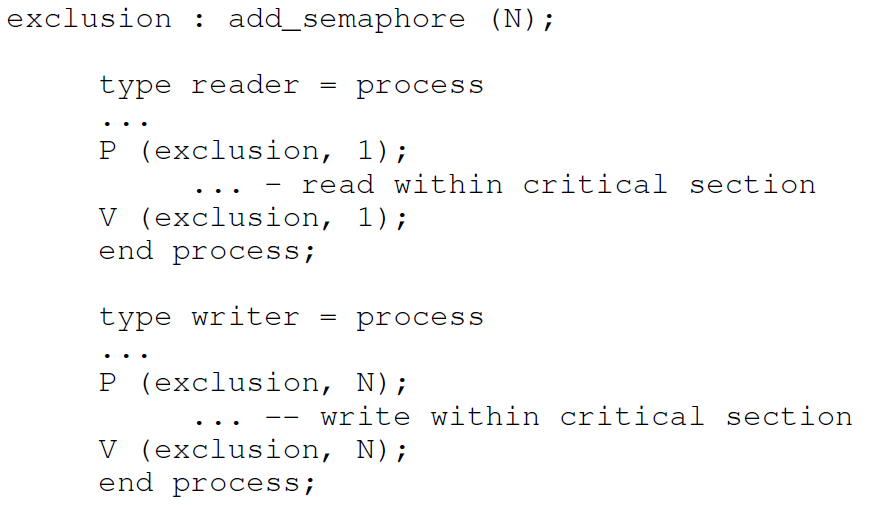 exclusion : add_semaphore (N);
type reader = process
...
P (exclusion, 1);
... - read within critical section
V (exclusion, 1);
end process;
type writer = process
...
P (exclusion, N);
... -- write within critical section
V (exclusion, N);
end process;